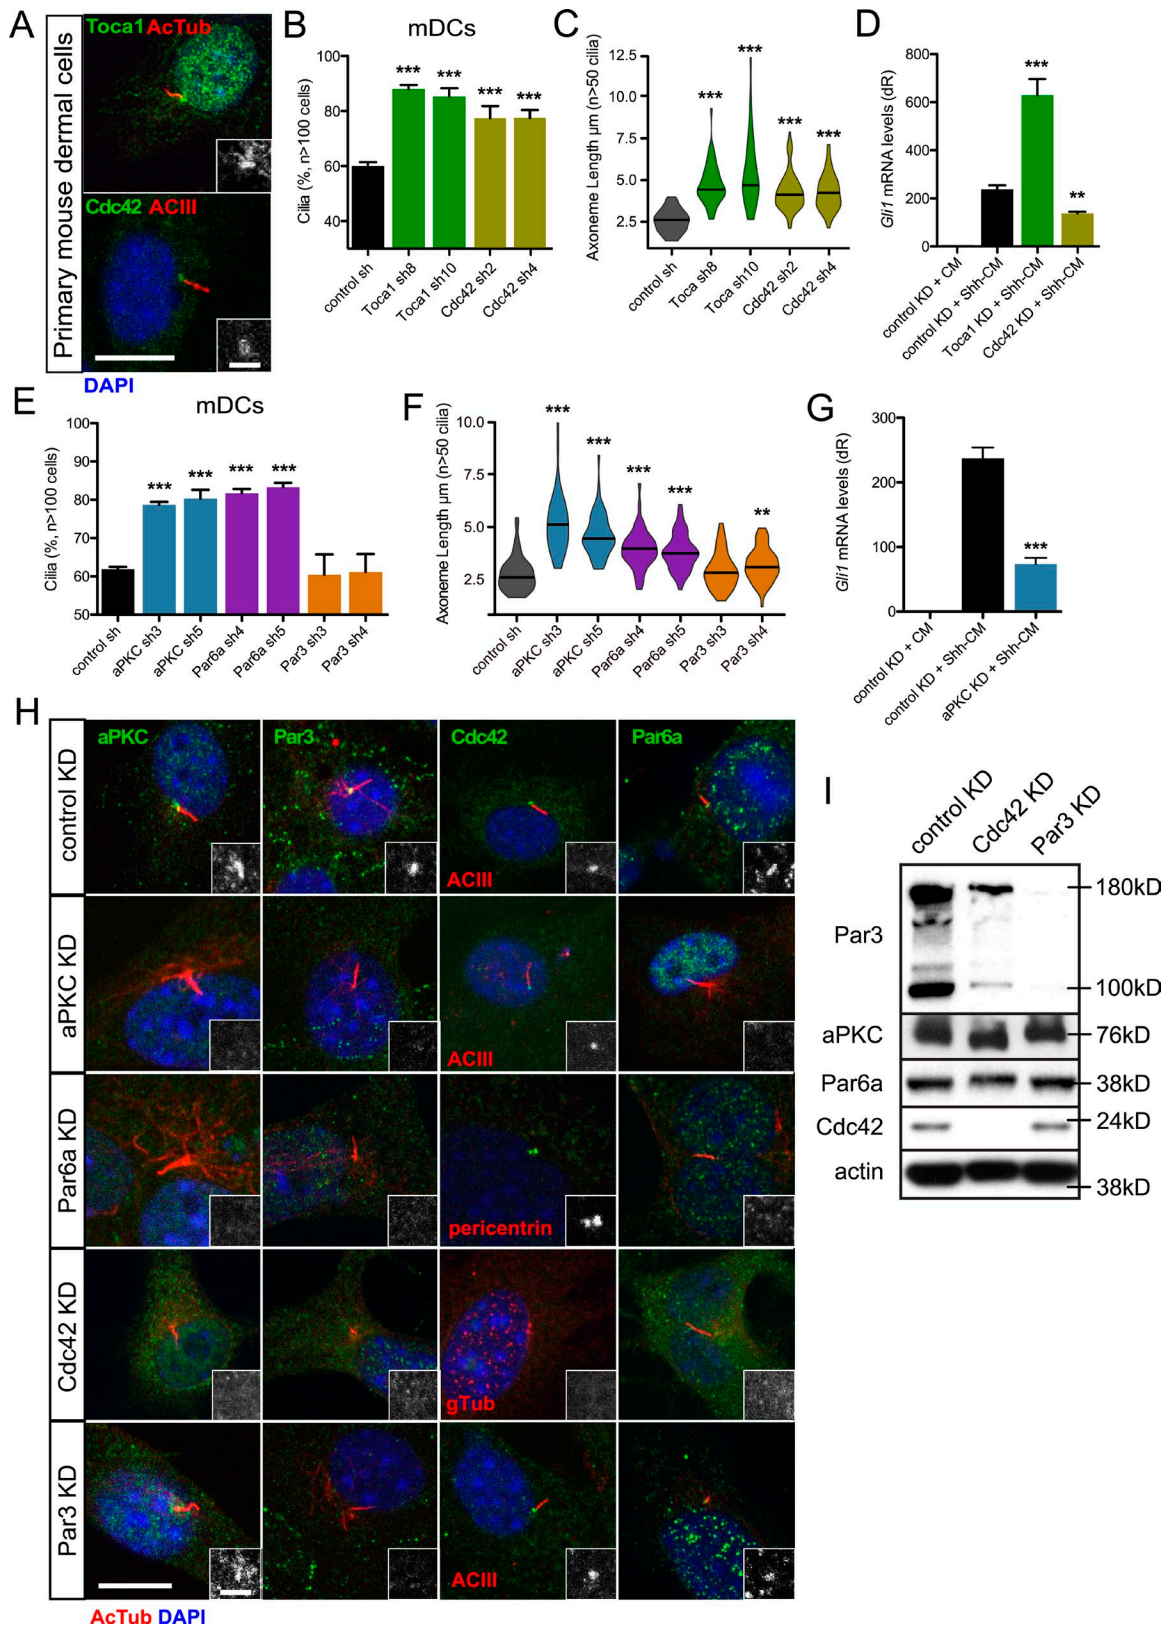 A
Primary mouse dermal cells
Toca1 AcTub
Cdc42 ACIII
DAPI
B
mDCs
Cilia (%, n>100 cells)
100
80
60
40
***
***
***
***
control sh
Toca1 sh8
Toca1 sh10
Cdc42 sh2
Cdc42 sh4
C
Axoneme Length µm (n>50 cilia)
12.5
10.0
7.5
5.0
2.5
***
***
***
***
control sh
Toca sh8
Toca sh10
Cdc42 sh2
Cdc42 sh4
D
Gli1 mRNA levels (dR)
800
600
400
200
0
***
**
control KD + CM
control KD + Shh-CM
Toca1 KD + Shh-CM
Cdc42 KD + Shh-CM
E
mDCs
Cilia (%, n>100 cells)
100
90
80
70
60
50
***
***
***
***
control sh
aPKC sh3
aPKC sh5
Par6a sh4
Par6a sh5
Par3 sh3
Par3 sh4
F
Axoneme Length µm (n>50 cilia)
10.0
7.5
5.0
2.5
***
***
***
***
**
control sh
aPKC sh3
aPKC sh5
Par6a sh4
Par6a sh5
Par3 sh3
Par3 sh4
G
Gli1 mRNA levels (dR)
300
200
100
0
***
control KD + CM
control KD + Shh-CM
aPKC KD + Shh-CM
H
aPKC
Par3
Cdc42
Par6a
control KD
ACIII
aPKC KD
ACIII
Par6a KD
pericentrin
Cdc42 KD
gTub
Par3 KD
ACIII
AcTub DAPI
I
control KD
Cdc42 KD
Par3 KD
Par3
180kD
100kD
aPKC
76kD
Par6a
38kD
Cdc42
24kD
actin
38kD